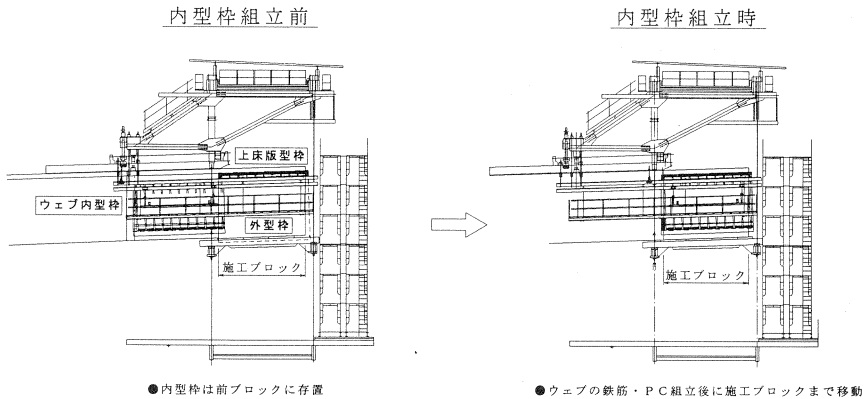 内型枠組立前
上床版型枠
ウェブ内型枠
外型枠
施工ブロック
●内型枠は前ブロックに存置
内型枠組立時
施工ブロック
●ウェブの鉄筋・PC組立後に施工ブロックまで移動